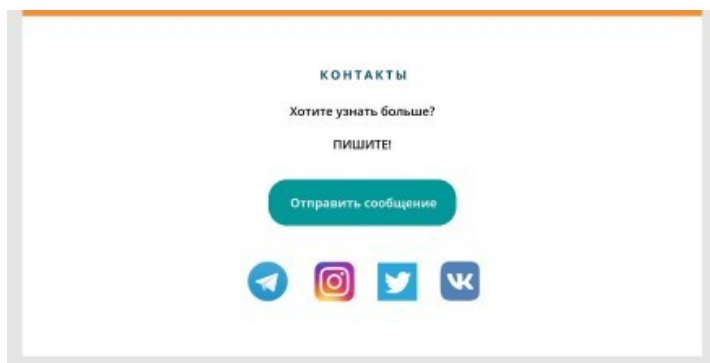 КОНТАКТЫ
Хотите узнать больше?
ПИШИТЕ!
Отправить сообщение